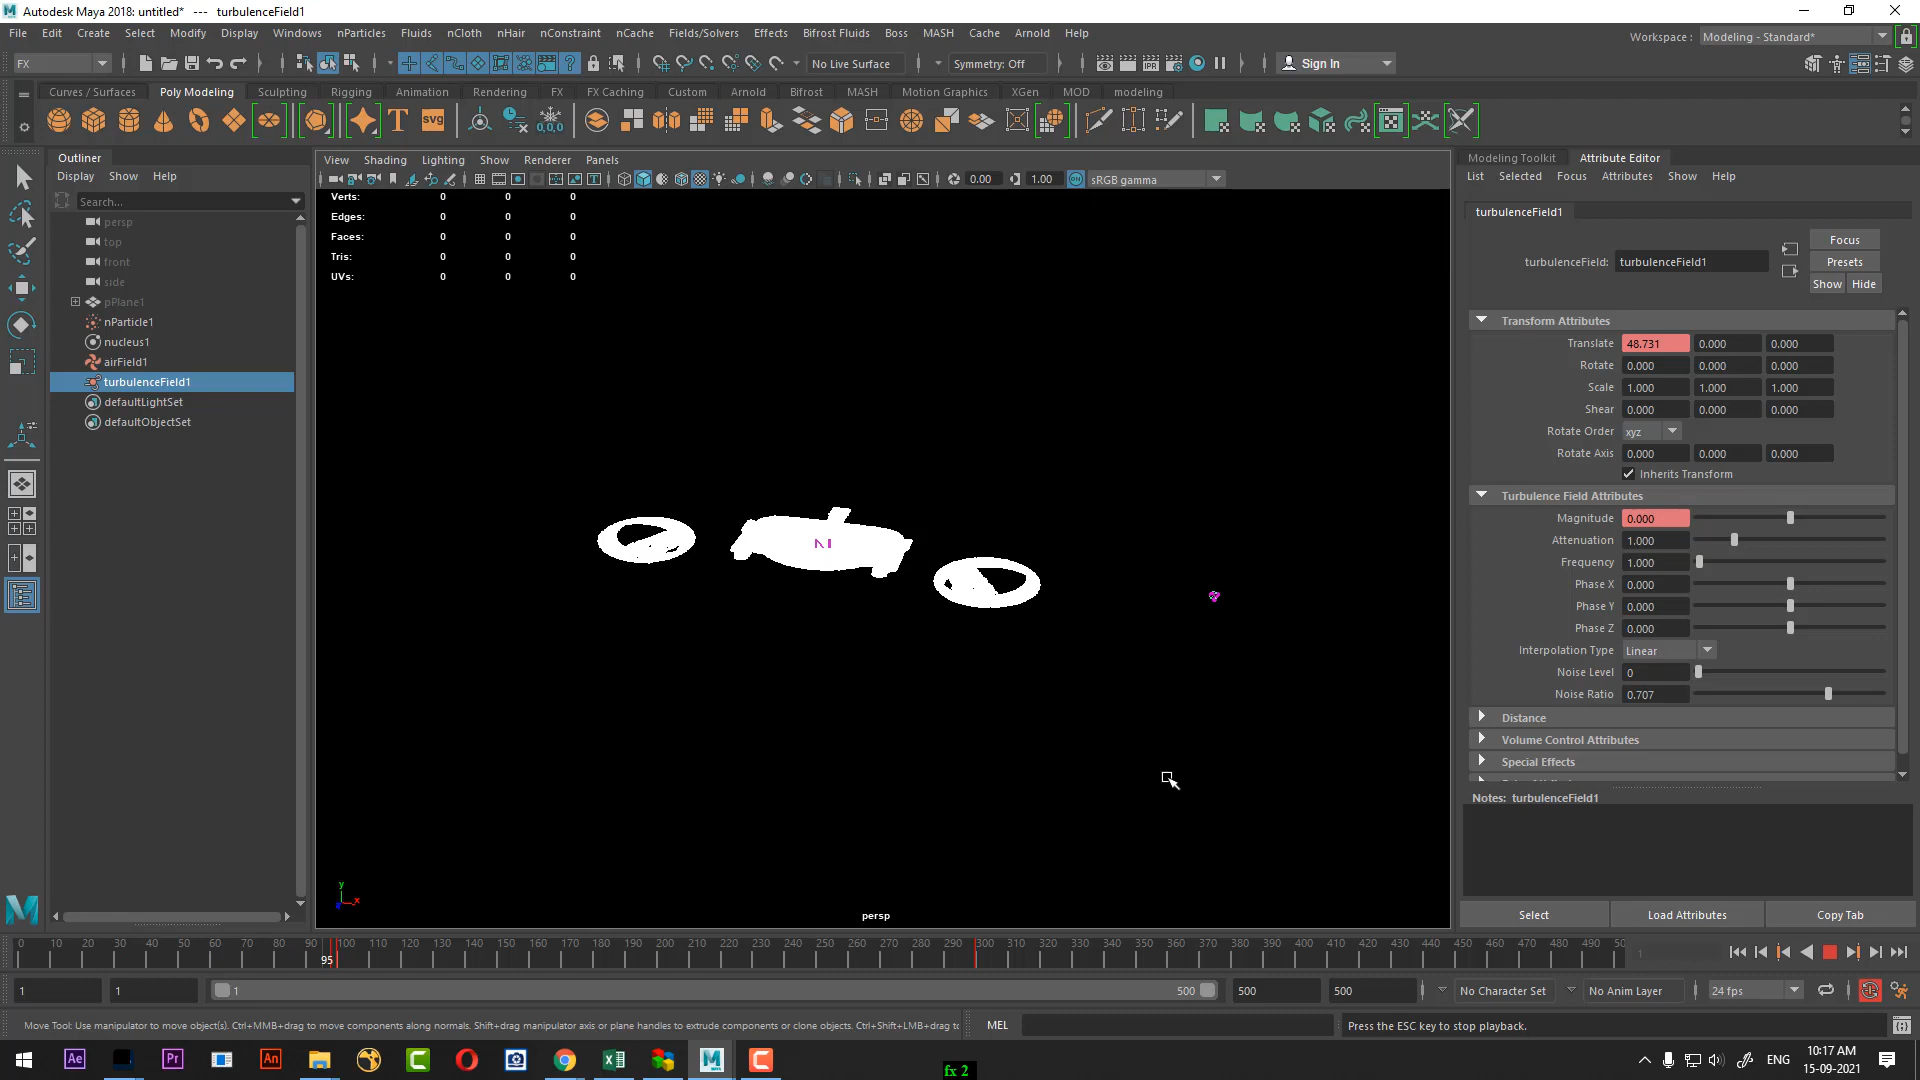 Autodesk Maya 2018: untitled*   ---   turbulenceField1
File Edit Create Select Modify Display Windows nParticles Fluids nCloth nHair nConstraint nCache Fields/Solvers Effects Bifrost Fluids Boss MASH Cache Arnold Help
Workspace : Modeling - Standard*
FX No Live Surface Symmetry: Off Sign In
Curves / Surfaces Poly Modeling Sculpting Rigging Animation Rendering FX FX Caching Custom Arnold Bifrost MASH Motion Graphics XGen MOD modeling
T svg 0,0,0
Outliner
Display Show Help
Search...
persp
top
front
side
pPlane1
nParticle1
nucleus1
airField1
turbulenceField1
defaultLightSet
defaultObjectSet
View Shading Lighting Show Renderer Panels
IPR
0.00 1.00 ON sRGB gamma
Verts: 0 0 0
Edges: 0 0 0
Faces: 0 0 0
Tris: 0 0 0
UVs: 0 0 0
N
y
x
persp
Modeling Toolkit Attribute Editor
List Selected Focus Attributes Show Help
turbulenceField1
turbulenceField: turbulenceField1
Focus
Presets
Show Hide
Transform Attributes
Translate 48.731 0.000 0.000
Rotate 0.000 0.000 0.000
Scale 1.000 1.000 1.000
Shear 0.000 0.000 0.000
Rotate Order xyz
Rotate Axis 0.000 0.000 0.000
Inherits Transform
Turbulence Field Attributes
Magnitude 0.000
Attenuation 1.000
Frequency 1.000
Phase X 0.000
Phase Y 0.000
Phase Z 0.000
Interpolation Type Linear
Noise Level 0
Noise Ratio 0.707
Distance
Volume Control Attributes
Special Effects
Notes: turbulenceField1
Select Load Attributes Copy Tab
0 10 20 30 40 50 60 70 80 90 100 110 120 130 140 150 160 170 180 190 200 210 220 230 240 250 260 270 280 290 300 310 320 330 340 350 360 370 380 390 400 410 420 430 440 450 460 470 480 490 50
95
1
1 1 1 500 500 500 No Character Set No Anim Layer 24 fps
Move Tool: Use manipulator to move object(s). Ctrl+MMB+drag to move components along normals. Shift+drag manipulator axis or plane handles to extrude components or clone objects. Ctrl+Shift+LMB+drag to
MEL
Press the ESC key to stop playback.
Ae Pr An C O X M C
fx 2
ENG
10:17 AM
15-09-2021